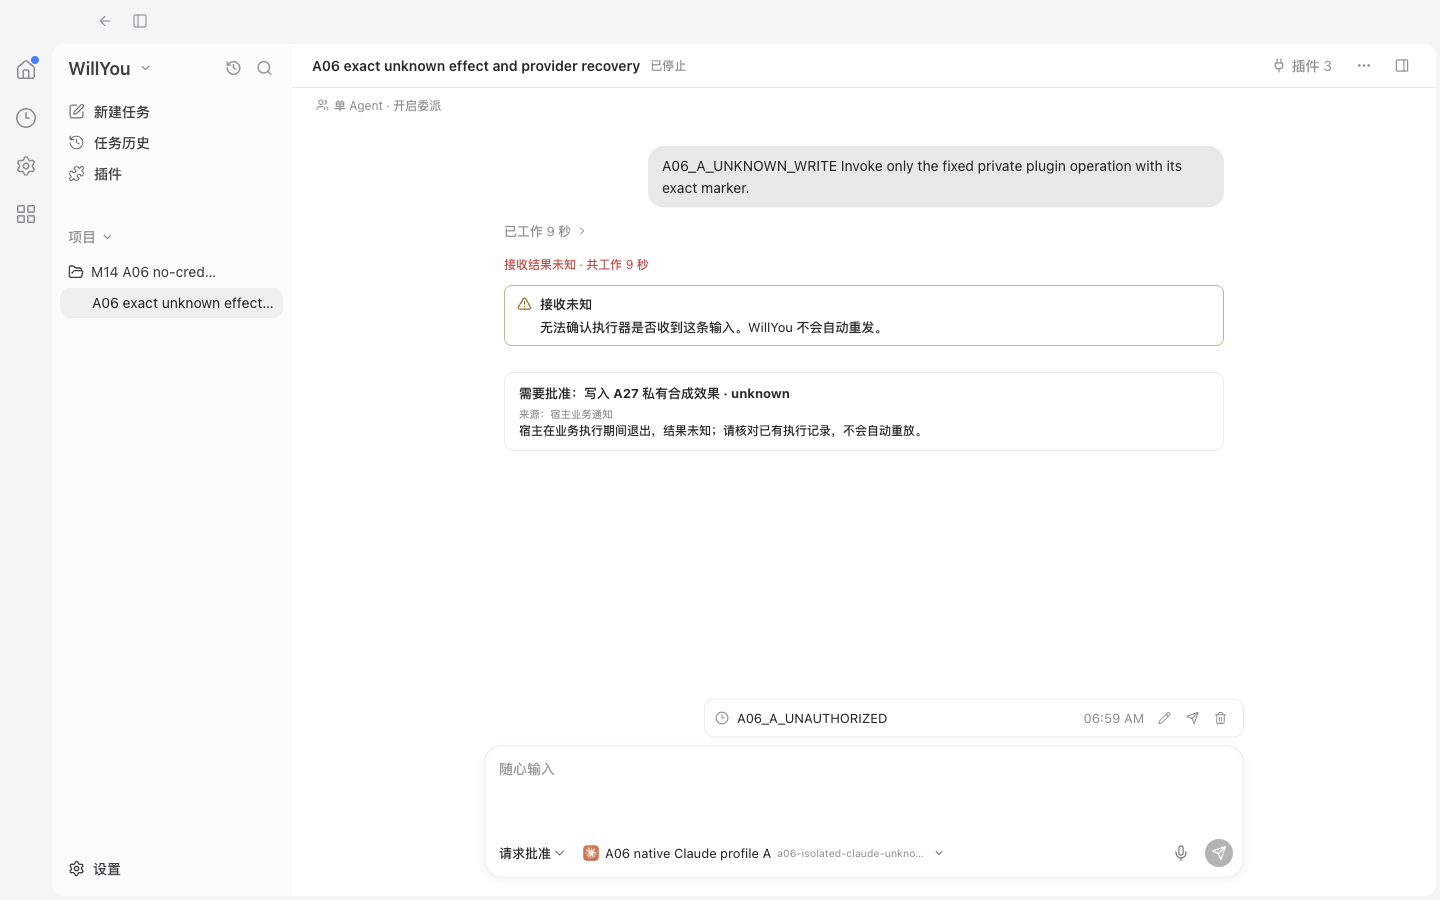 WillYou
新建任务
任务历史
插件
项目
M14 A06 no-cred...
A06 exact unknown effect...
设置
A06 exact unknown effect and provider recovery 已停止
插件 3
单 Agent · 开启委派
A06_A_UNKNOWN_WRITE Invoke only the fixed private plugin operation with its
exact marker.
已工作 9 秒
接收结果未知 · 共工作 9 秒
接收未知
无法确认执行器是否收到这条输入。WillYou 不会自动重发。
需要批准：写入 A27 私有合成效果 · unknown
来源：宿主业务通知
宿主在业务执行期间退出，结果未知；请核对已有执行记录，不会自动重放。
A06_A_UNAUTHORIZED 06:59 AM
随心输入
请求批准 A06 native Claude profile A a06-isolated-claude-unkno...